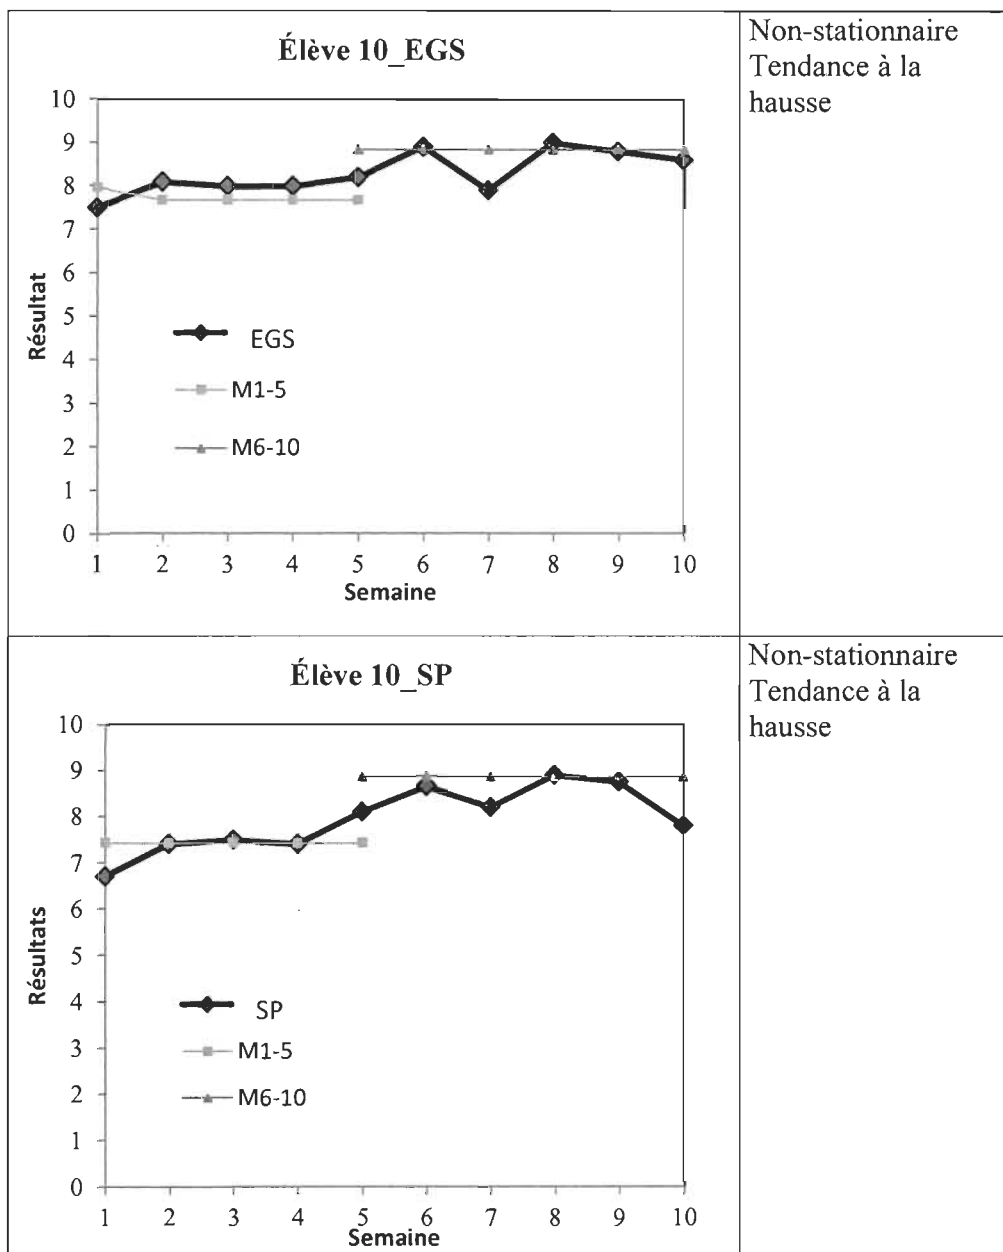 Élève 10_EGS
Non-stationnaire
Tendance à la
hausse
10
9
8
7
6
5
4
3
2
1
0
Résultat
EGS
M1-5
M6-10
1 2 3 4 5 6 7 8 9 10
Semaine
Élève 10_SP
Non-stationnaire
Tendance à la
hausse
10
9
8
7
6
5
4
3
2
1
0
Résultats
SP
M1-5
M6-10
1 2 3 4 5 6 7 8 9 10
Semaine